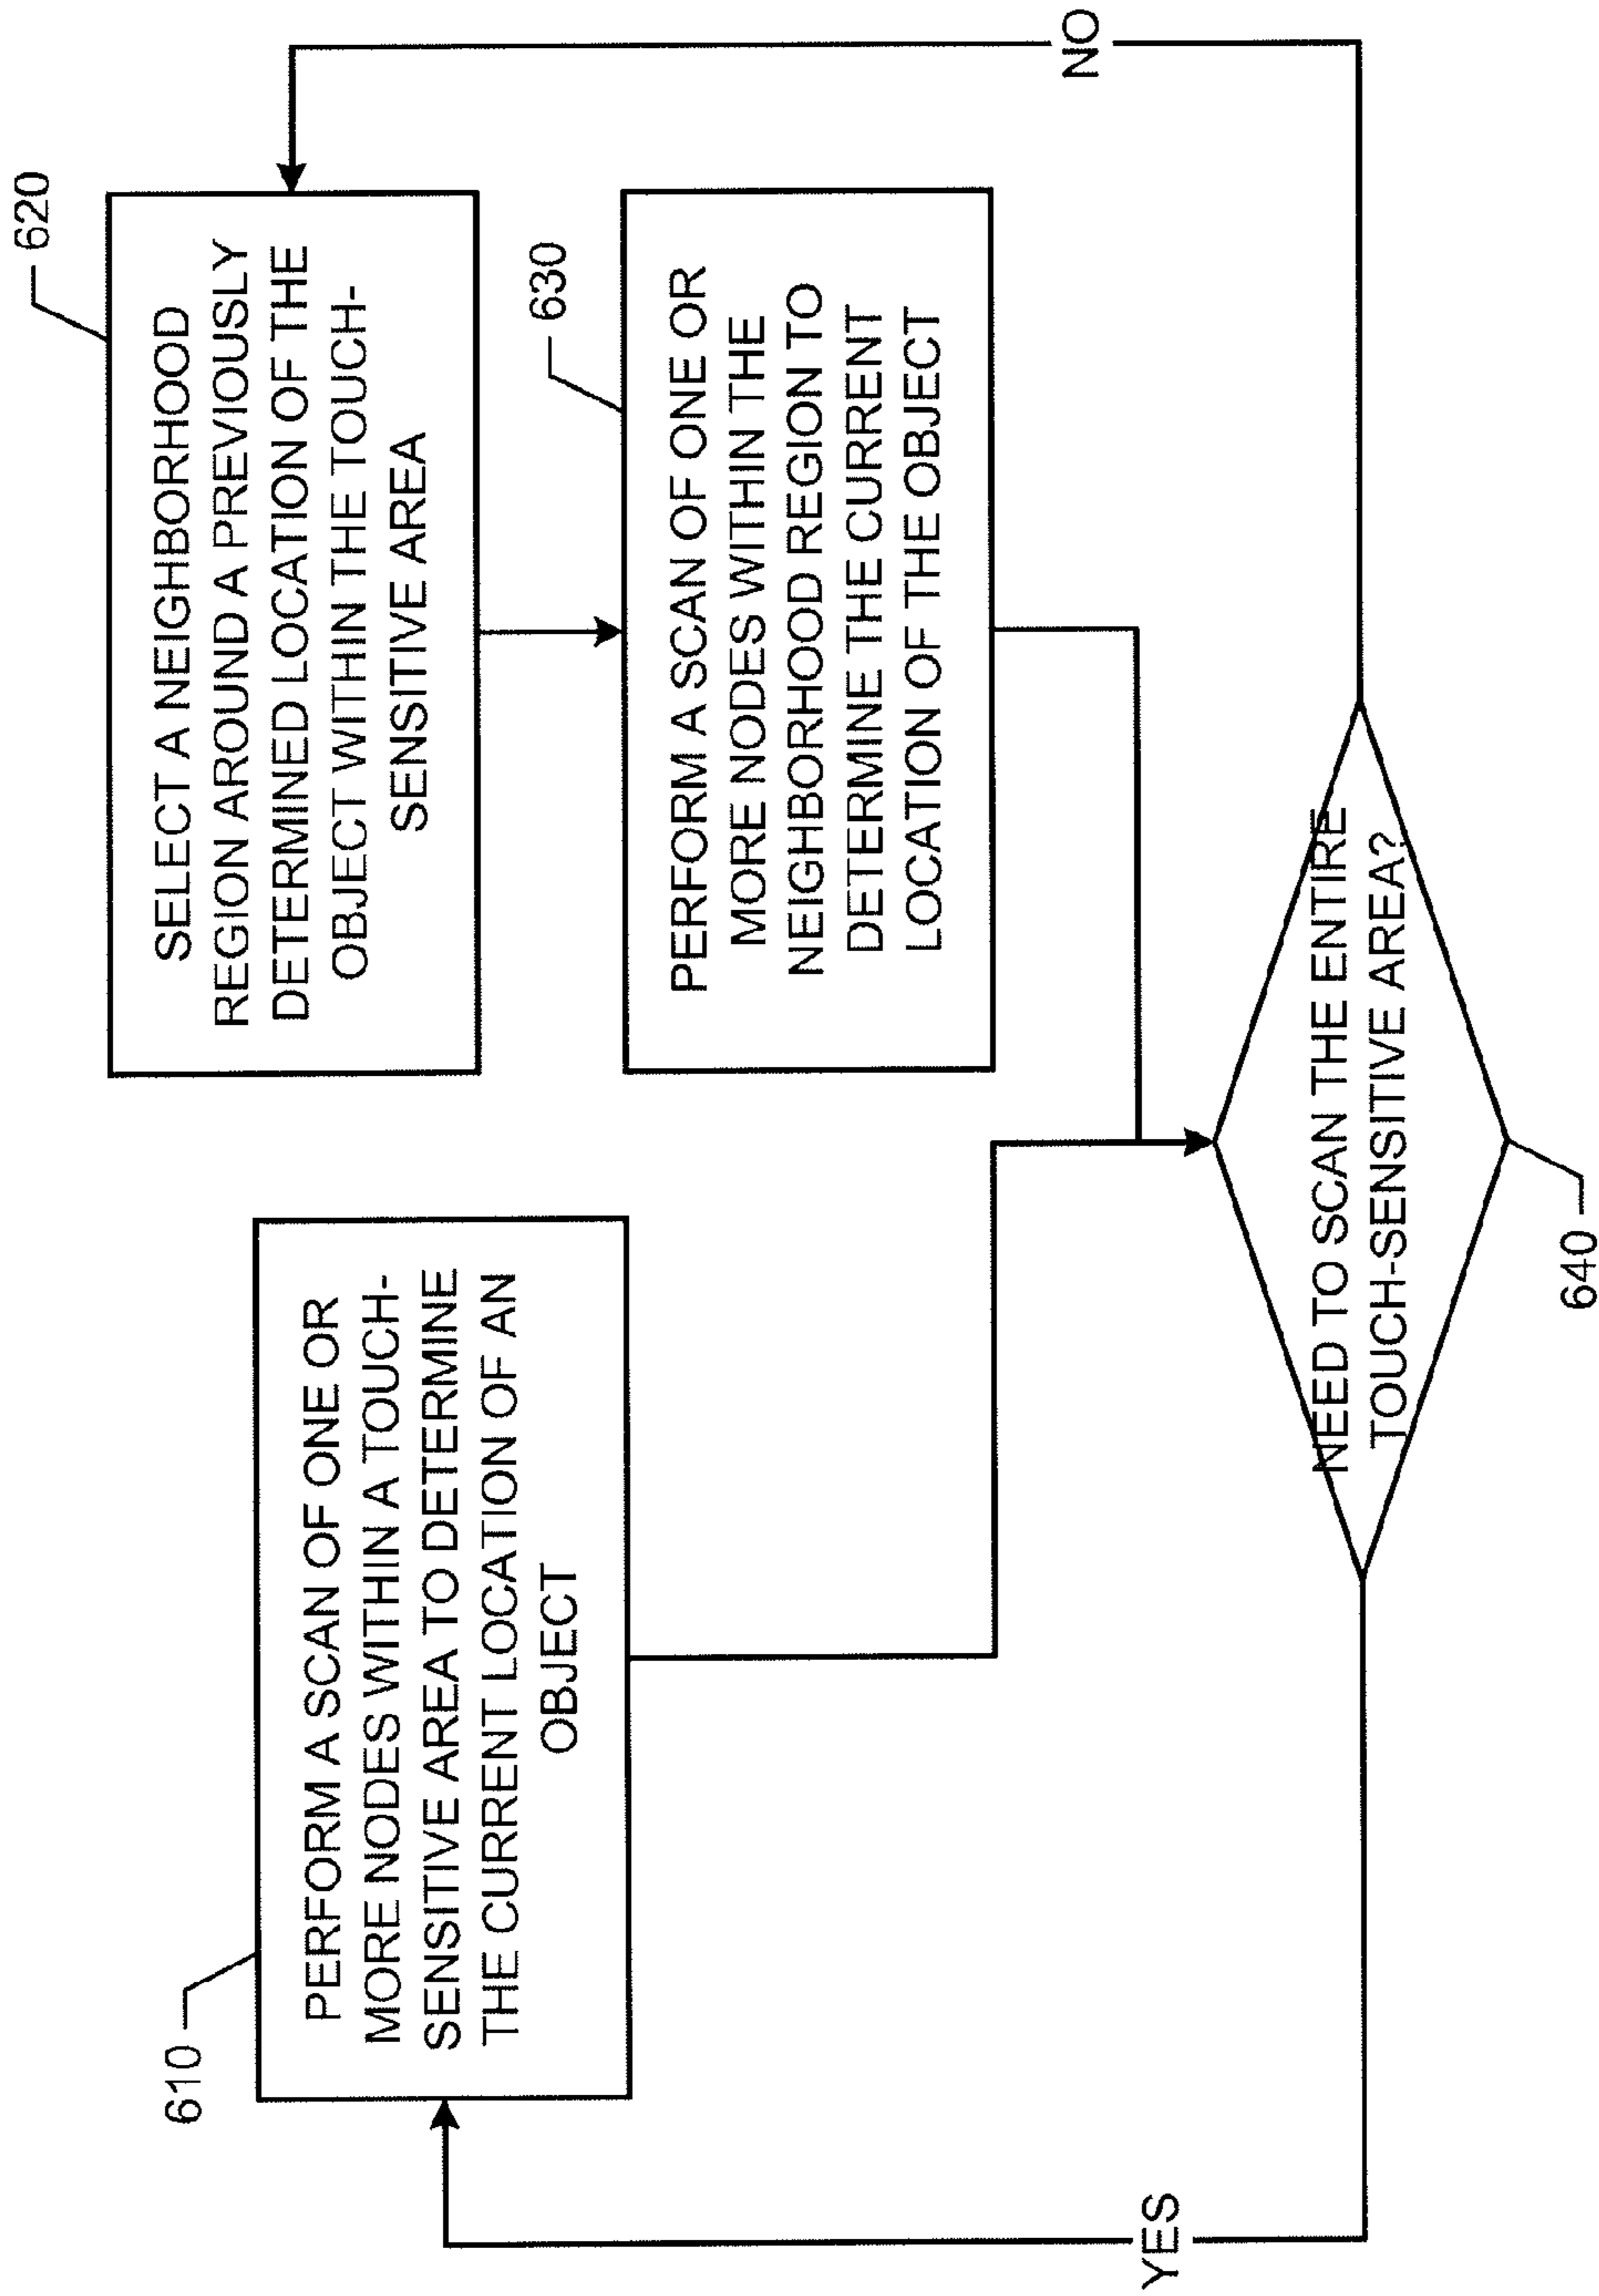 620
SELECT A NEIGHBORHOOD
REGION AROUND A PREVIOUSLY
DETERMINED LOCATION OF THE
OBJECT WITHIN THE TOUCH-
SENSITIVE AREA
610
PERFORM A SCAN OF ONE OR
MORE NODES WITHIN A TOUCH-
SENSITIVE AREA TO DETERMINE
THE CURRENT LOCATION OF AN
OBJECT
630
PERFORM A SCAN OF ONE OR
MORE NODES WITHIN THE
NEIGHBORHOOD REGION TO
DETERMINE THE CURRENT
LOCATION OF THE OBJECT
YES
NO
NEED TO SCAN THE ENTIRE
TOUCH-SENSITIVE AREA?
640